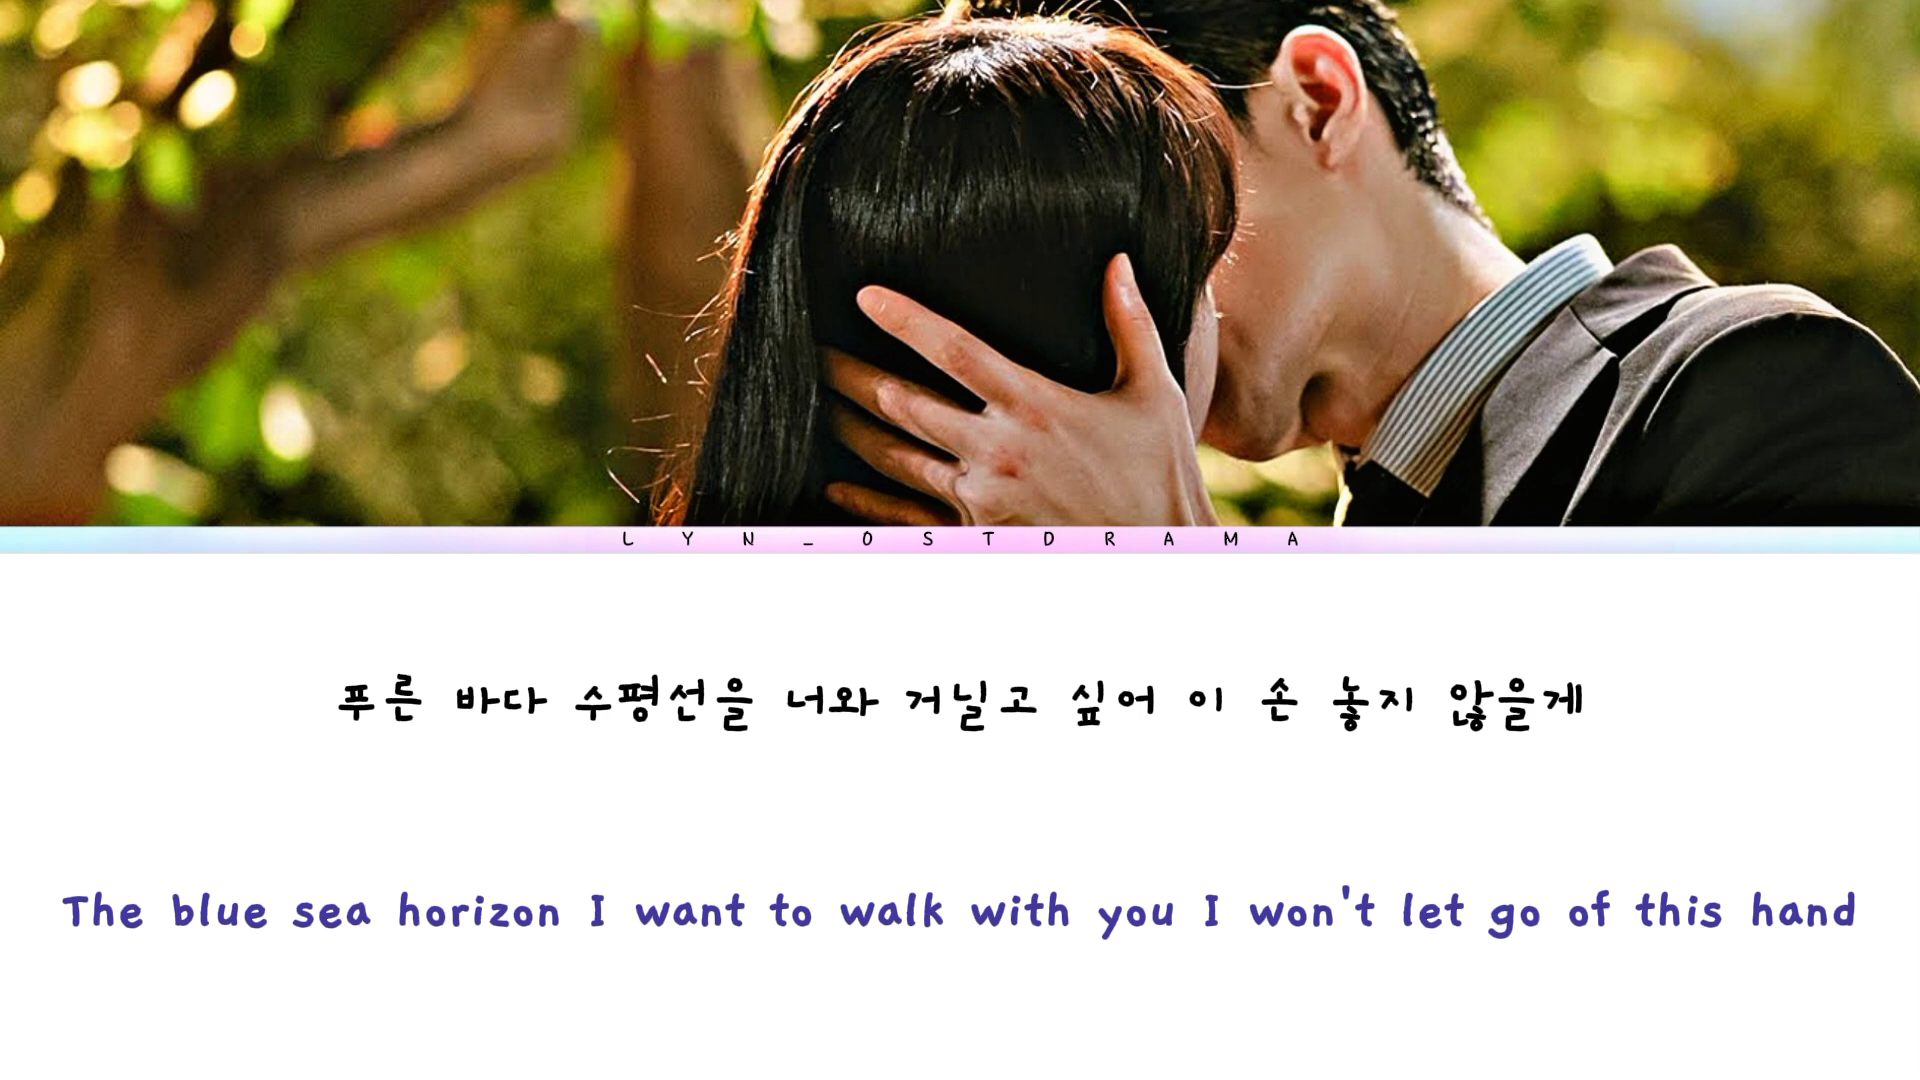 LYN_OSTDRAMA
푸른 바다 수평선을 너와 거닐고 싶어 이 손 놓지 않을게
The blue sea horizon I want to walk with you I won't let go of this hand